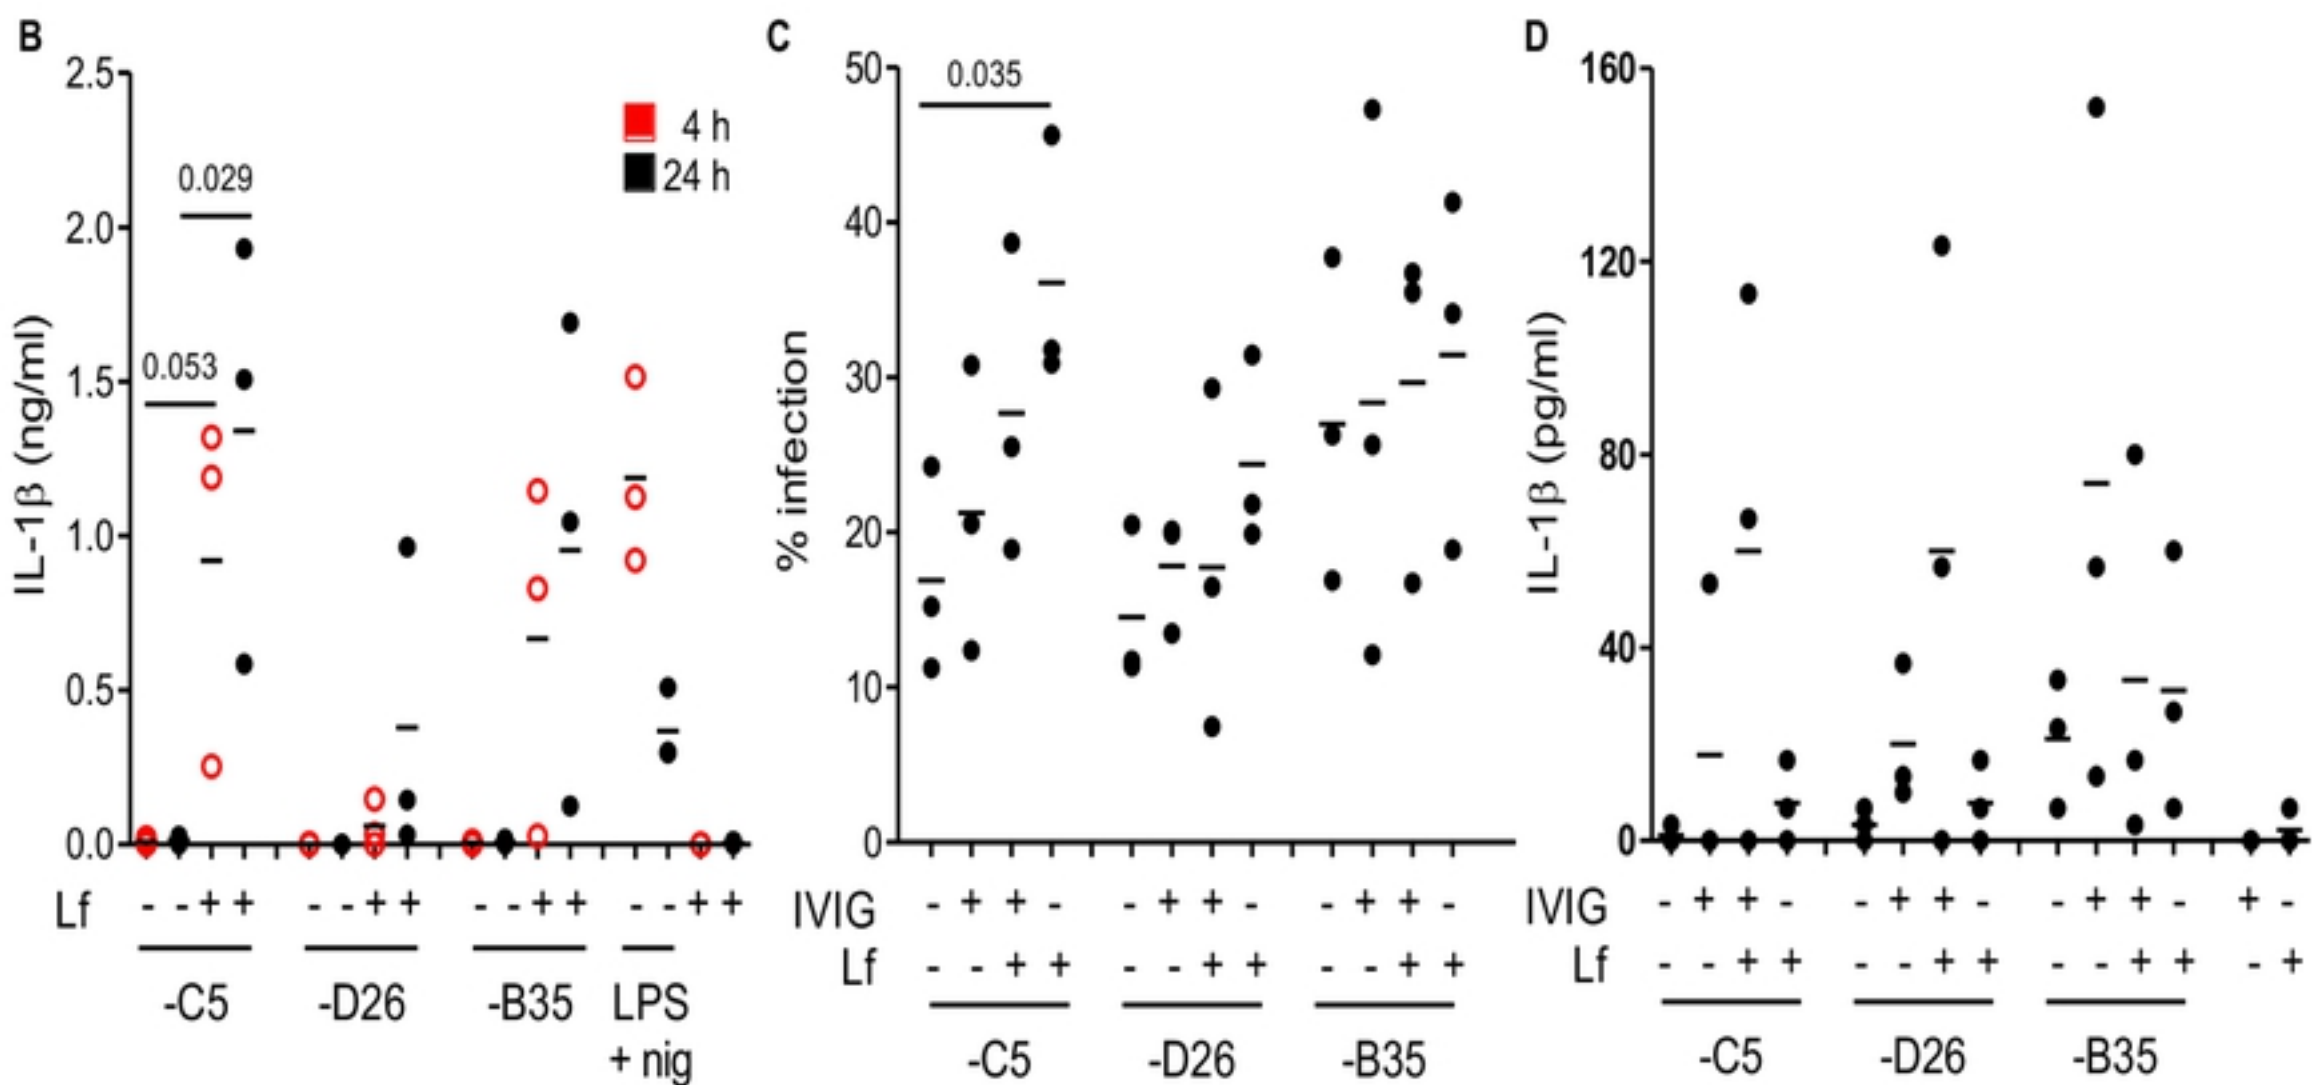 B
2.5
2.0
1.5
1.0
0.5
0.0
IL-1β (ng/ml)
0.029
0.053
4 h
24 h
Lf - - + + - - + + - - + + - - + +
-C5 -D26 -B35 LPS
+ nig
C
50
40
30
20
10
0
% infection
0.035
IVIG - + + - - + + - - + + -
Lf - - + + - - + + - - + +
-C5 -D26 -B35
D
160
120
80
40
0
IL-1β (pg/ml)
IVIG - + + - - + + - - + + - + -
Lf - - + + - - + + - - + + - +
-C5 -D26 -B35